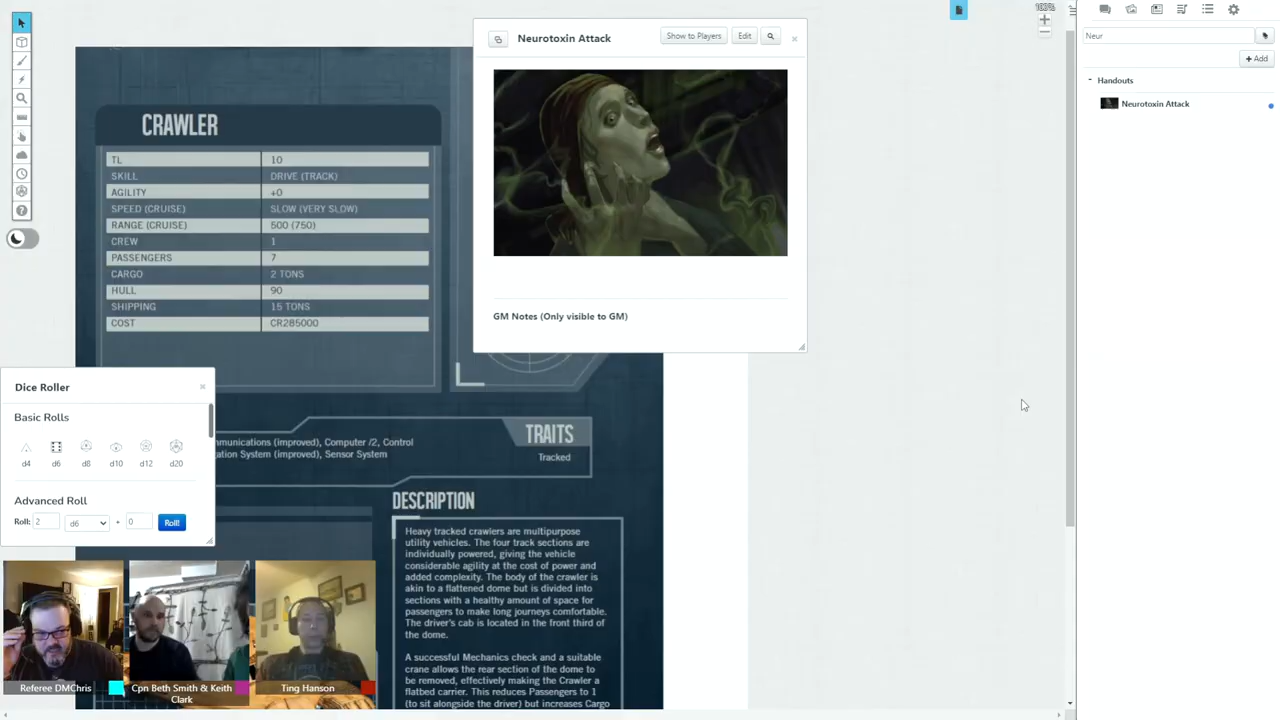 Neurotoxin Attack
Show to Players
Edit
GM Notes (Only visible to GM)
100%
Neur
+ Add
Handouts
Neurotoxin Attack
CRAWLER
TL 10
SKILL DRIVE (TRACK)
AGILITY +0
SPEED (CRUISE) SLOW (VERY SLOW)
RANGE (CRUISE) 500 (750)
CREW 1
PASSENGERS 7
CARGO 2 TONS
HULL 90
SHIPPING 15 TONS
COST CR285000
Dice Roller
Basic Rolls
d4 d6 d8 d10 d12 d20
Advanced Roll
Roll: 2 d6 + 0 Roll!
mmunications (improved), Computer /2, Control
ation System (improved), Sensor System
TRAITS
Tracked
DESCRIPTION
Heavy tracked crawlers are multipurpose
utility vehicles. The four track sections are
individually powered, giving the vehicle
considerable agility at the cost of power and
added complexity. The body of the crawler is
akin to a flattened dome but is divided into
sections with a healthy amount of space for
passengers to make long journeys comfortable.
The driver's cab is located in the front third of
the dome.
A successful Mechanics check and a suitable
crane allows the rear section of the dome to
be removed, effectively making the Crawler a
flatbed carrier. This reduces Passengers to 1
(to sit alongside the driver) but increases Cargo
Referee DMChris
Cpn Beth Smith & Keith
Clark
Ting Hanson